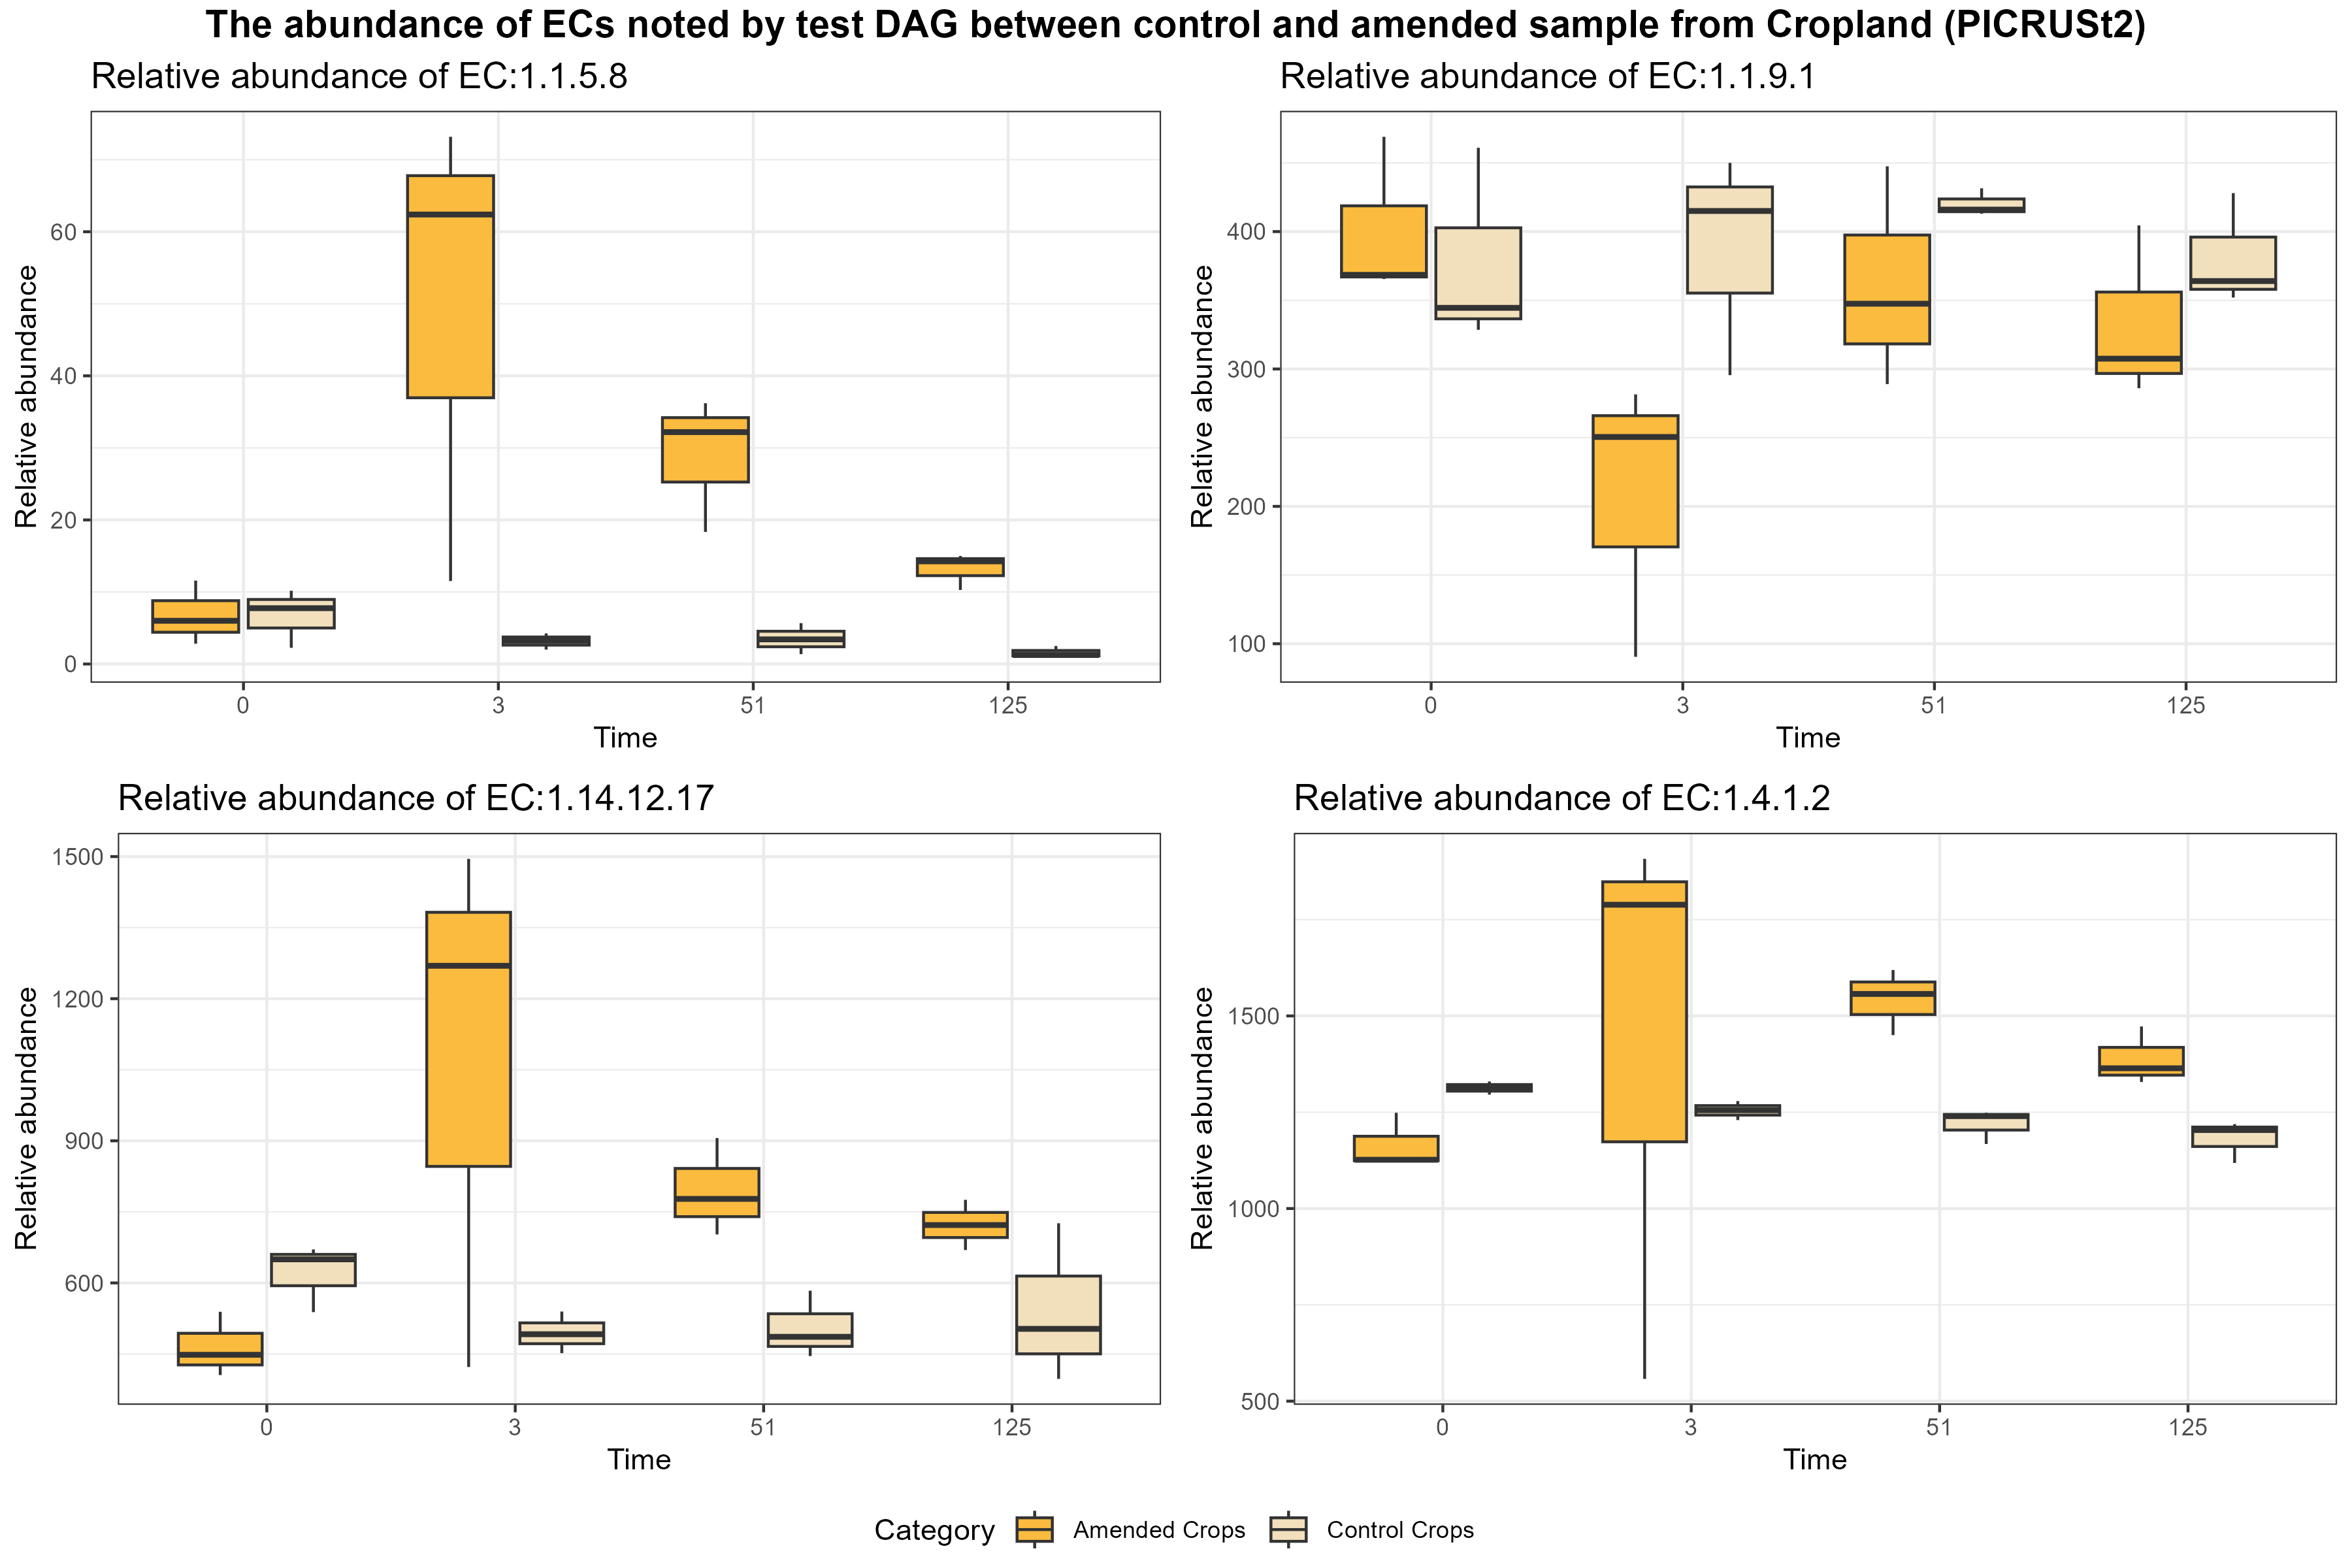 The abundance of ECs noted by test DAG between control and amended sample from Cropland (PICRUSt2)
Relative abundance of EC:1.1.5.8
Relative abundance
60
40
20
0
0 3 51 125
Time
Relative abundance of EC:1.1.9.1
Relative abundance
400
300
200
100
0 3 51 125
Time
Relative abundance of EC:1.14.12.17
Relative abundance
1500
1200
900
600
0 3 51 125
Time
Relative abundance of EC:1.4.1.2
Relative abundance
1500
1000
500
0 3 51 125
Time
Category Amended Crops Control Crops